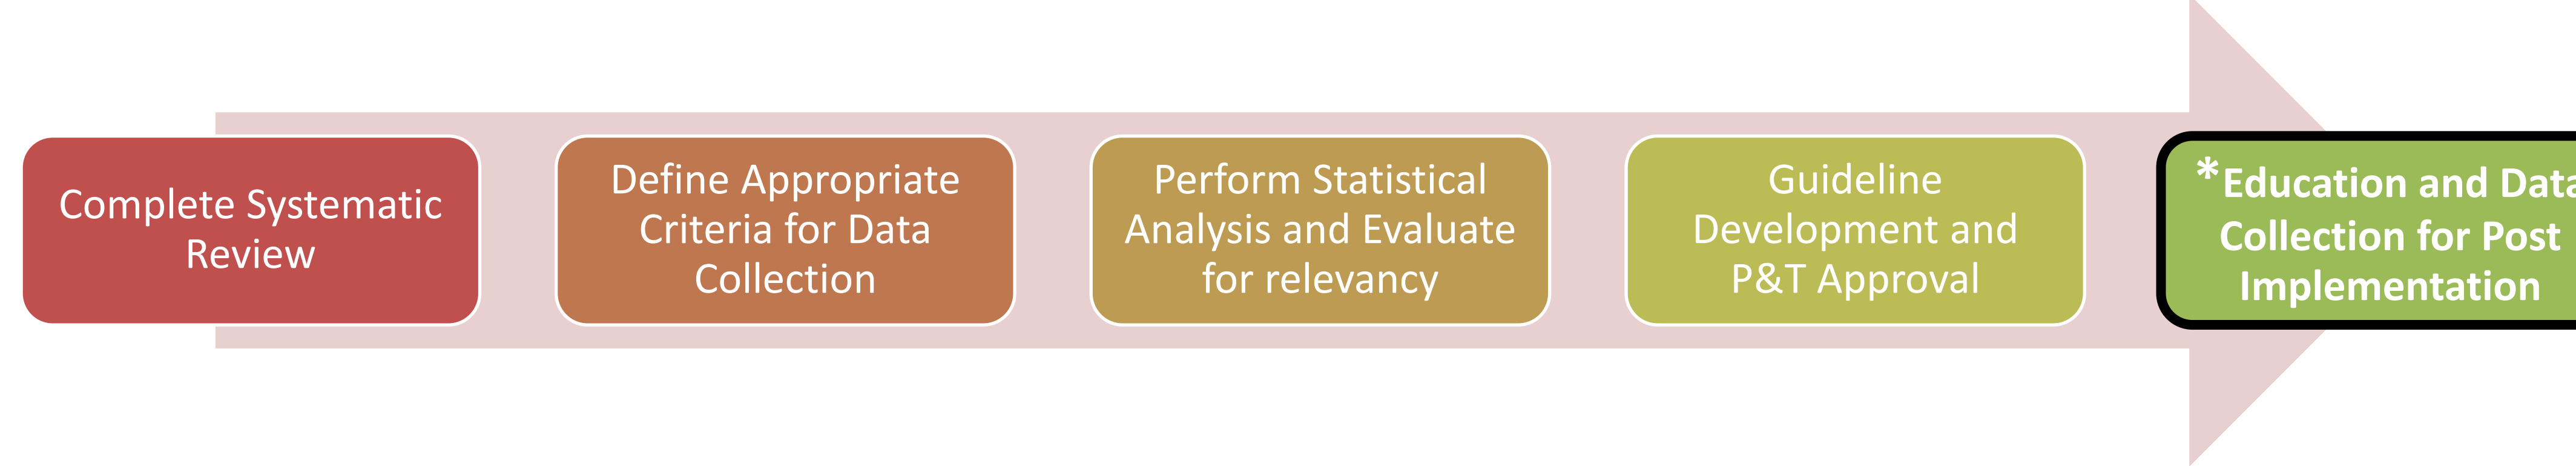 Complete Systematic
Review
Define Appropriate
Criteria for Data
Collection
Perform Statistical
Analysis and Evaluate
for relevancy
Guideline
Development and
P&T Approval
*Education and Data
Collection for Post
Implementation